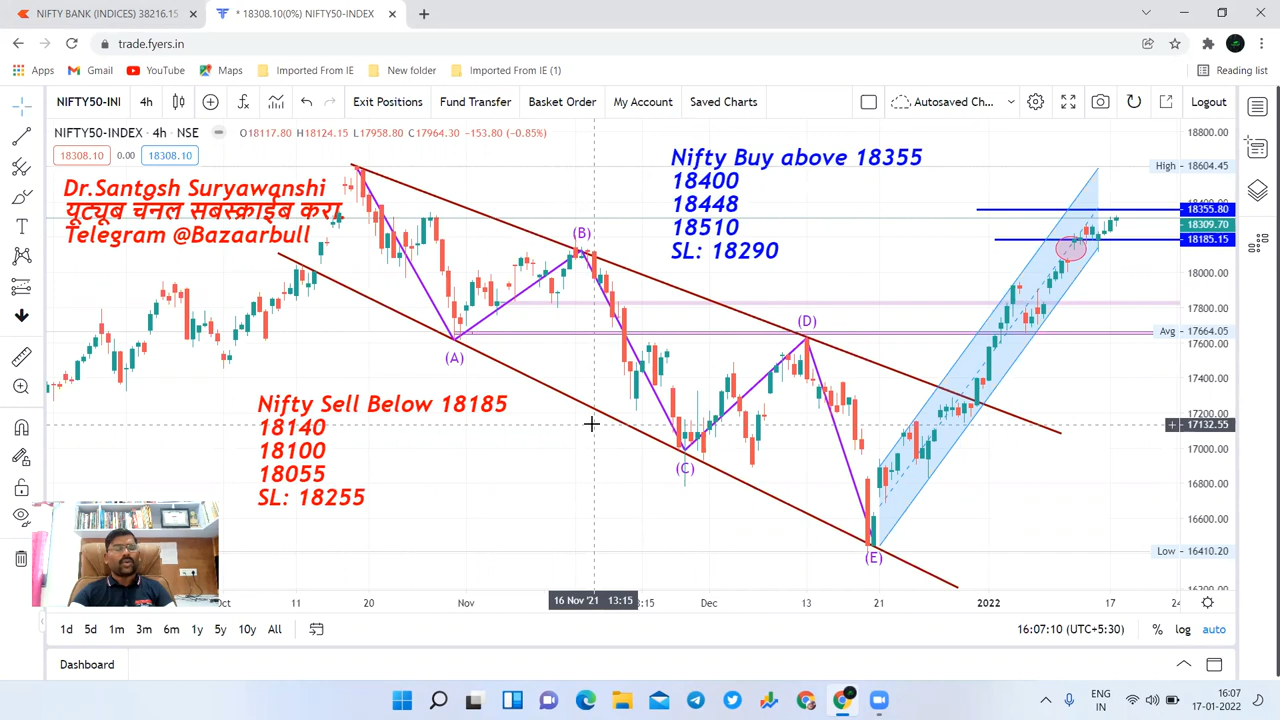 NIFTY BANK (INDICES) 38216.15
* 18308.10(0%) NIFTY50-INDEX
trade.fyers.in
Apps
Gmail
YouTube
Maps
Imported From IE
New folder
Imported From IE (1)
Reading list
NIFTY50-INI
4h
Exit Positions
Fund Transfer
Basket Order
My Account
Saved Charts
Autosaved Ch...
Logout
NIFTY50-INDEX · 4h · NSE
O18117.80 H18124.15 L17958.80 C17964.30 -153.80 (-0.85%)
18308.10 0.00 18308.10
Dr.Santosh Suryawanshi
यूट्यूब चॅनल सबस्क्राईब करा
Telegram @Bazaarbull
Nifty Buy above 18355
18400
18448
18510
SL: 18290
Nifty Sell Below 18185
18140
18100
18055
SL: 18255
(A)
(B)
(C)
(D)
(E)
18800.00
High 18604.45
18355.80
18309.70
18185.15
18000.00
17800.00
Avg 17664.05
17600.00
17400.00
17200.00
17132.55
17000.00
16800.00
16600.00
Low 16410.20
16200.00
Oct 11 20 Nov 16 Nov '21 13:15 3:15 Dec 13 21 2022 17 24
1d 5d 1m 3m 6m 1y 5y 10y All
16:07:10 (UTC+5:30) % log auto
Dashboard
ENG
IN
16:07
17-01-2022